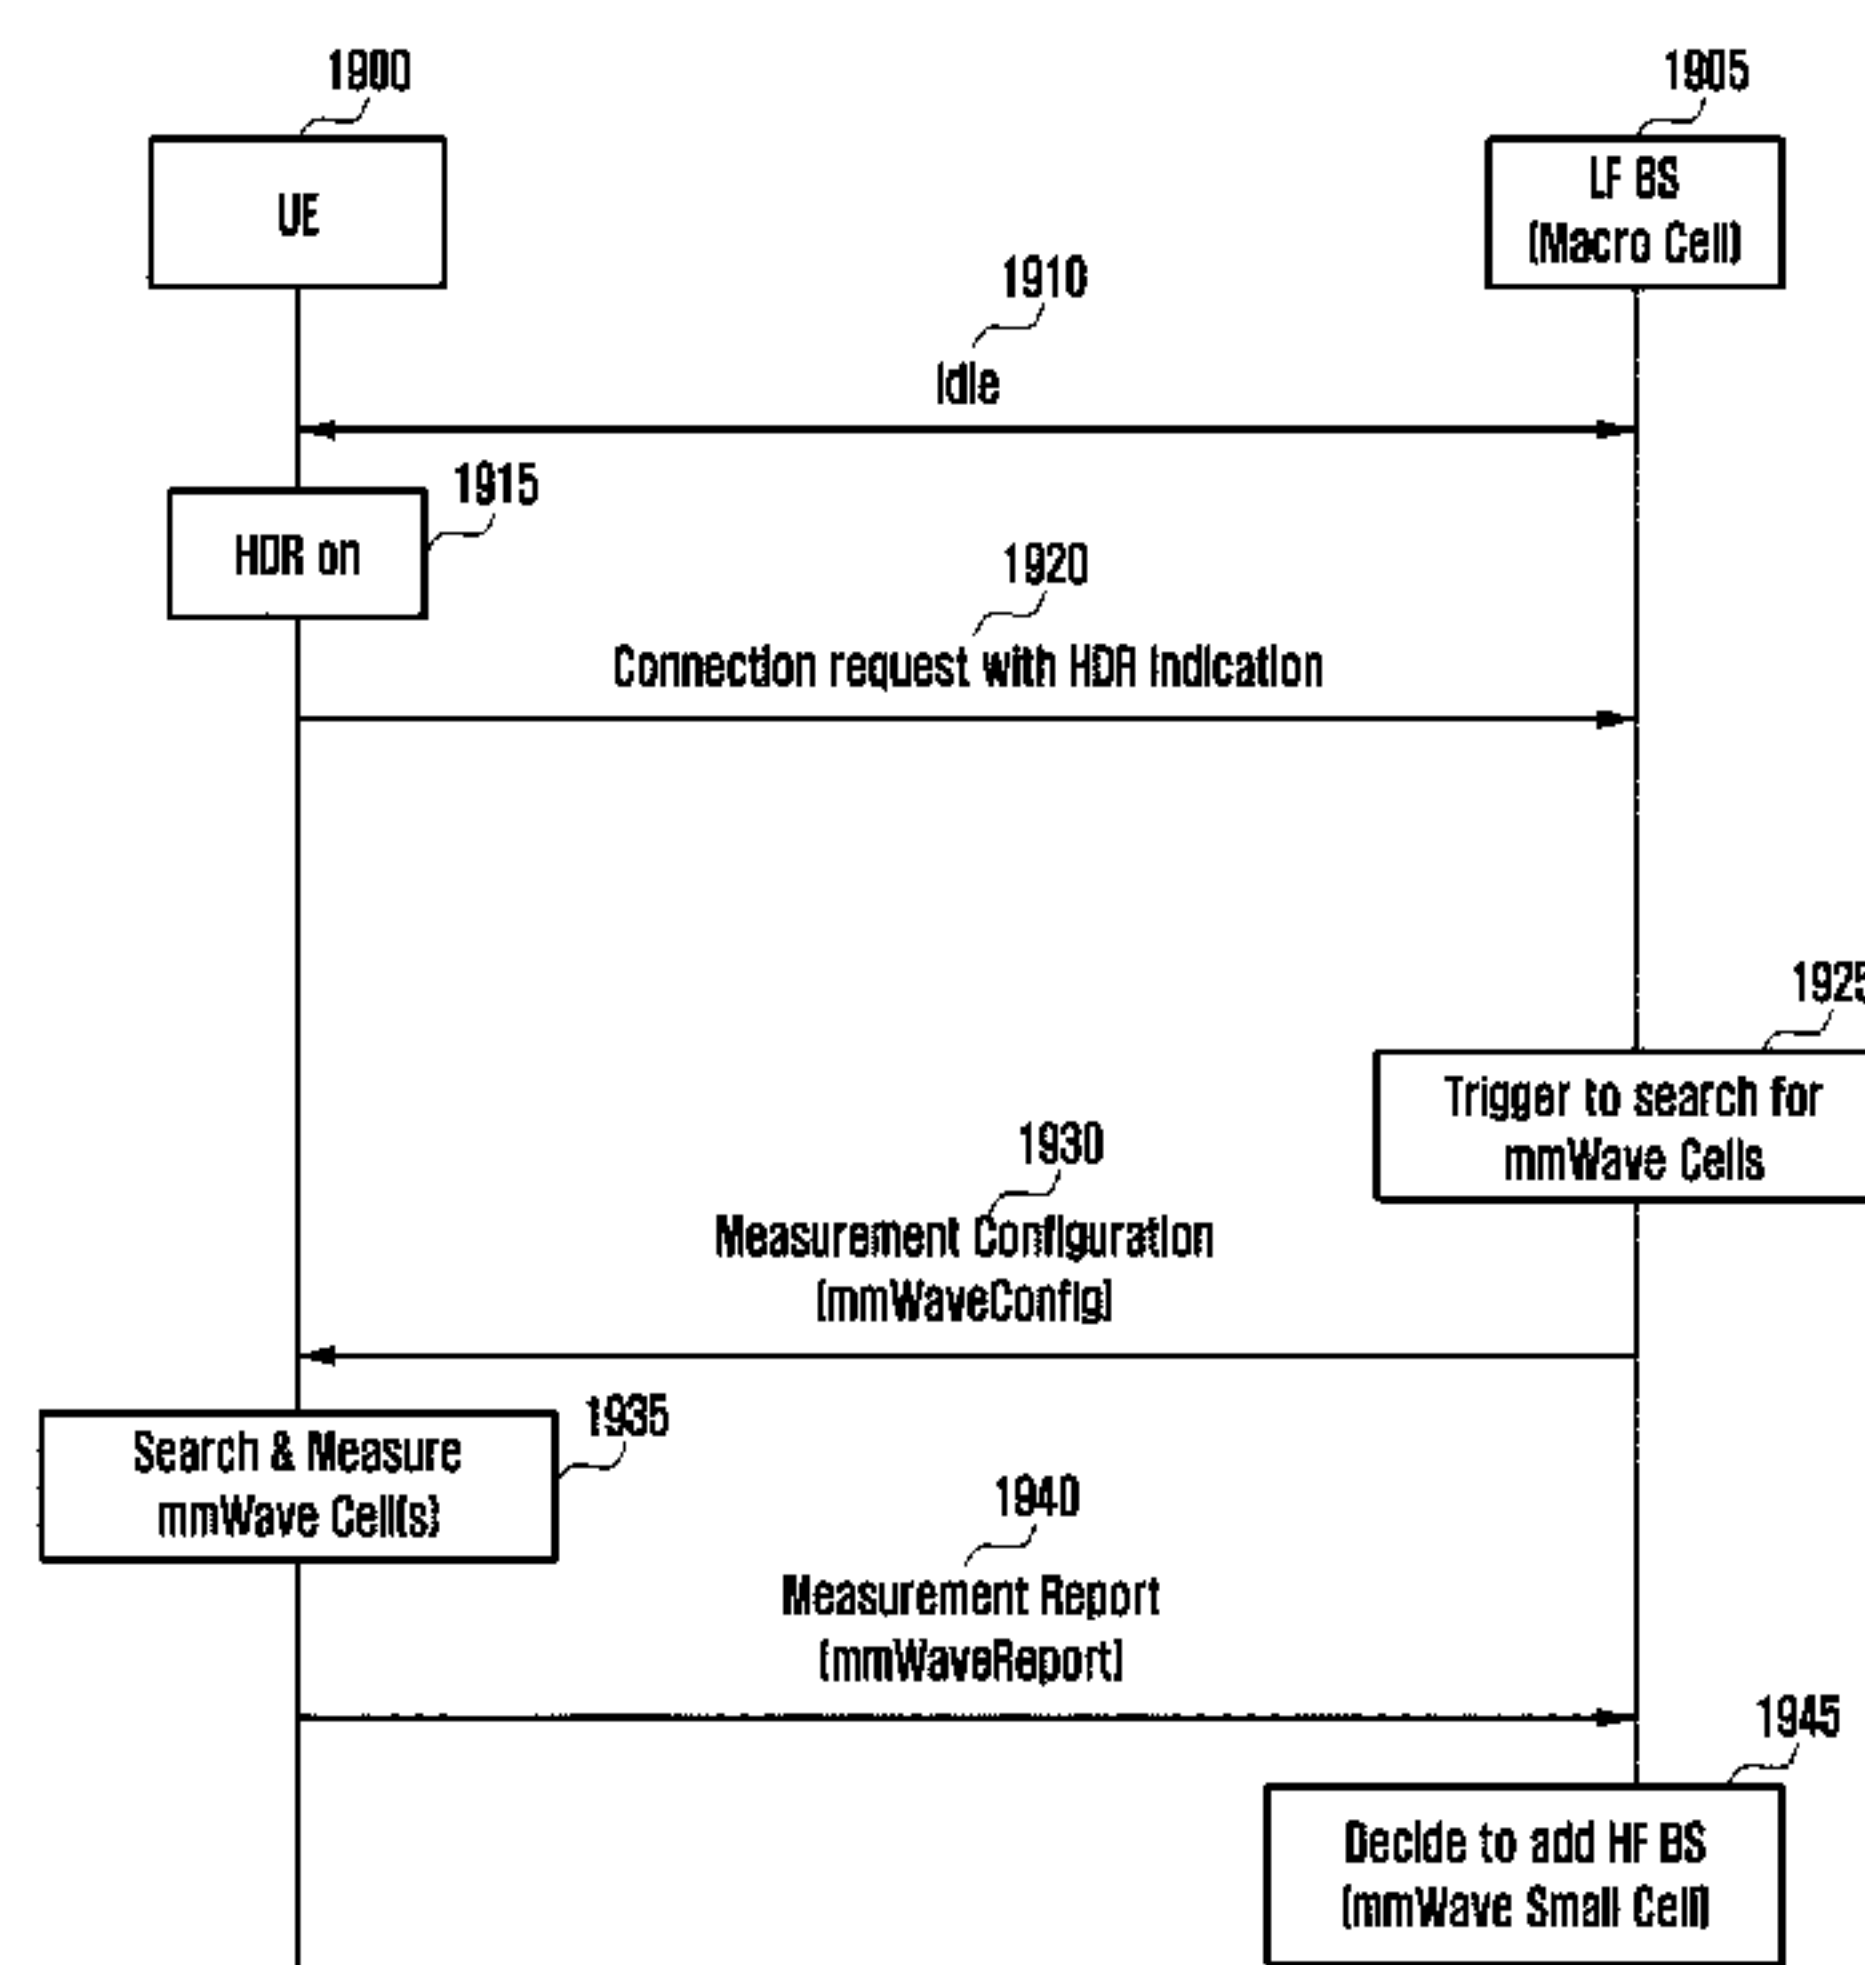 1900
1905
UE
LF BS
(Macro Cell)
1910
Idle
1915
HDR on
1920
Connection request with HDR Indication
1925
Trigger to search for
mmWave Cells
1930
Measurement Configuration
(mmWaveConfig)
1935
Search & Measure
mmWave Cell(s)
1940
Measurement Report
(mmWaveReport)
1945
Decide to add HF BS
(mmWave Small Cell)